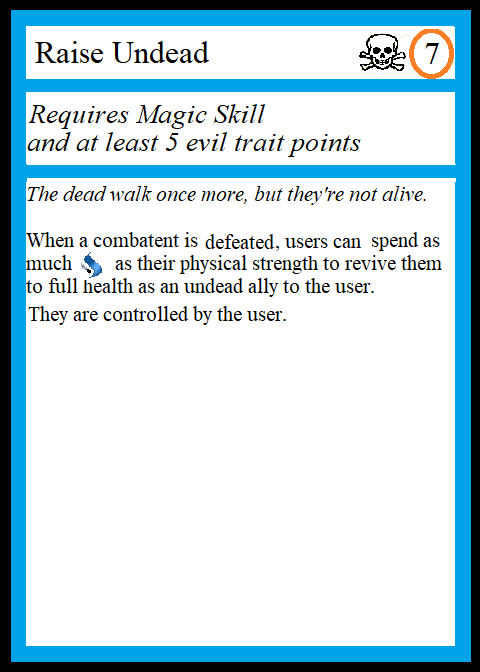 Raise Undead 7
Requires Magic Skill
and at least 5 evil trait points
The dead walk once more, but they're not alive.
When a combatent is defeated, users can spend as
much as their physical strength to revive them
to full health as an undead ally to the user.
They are controlled by the user.